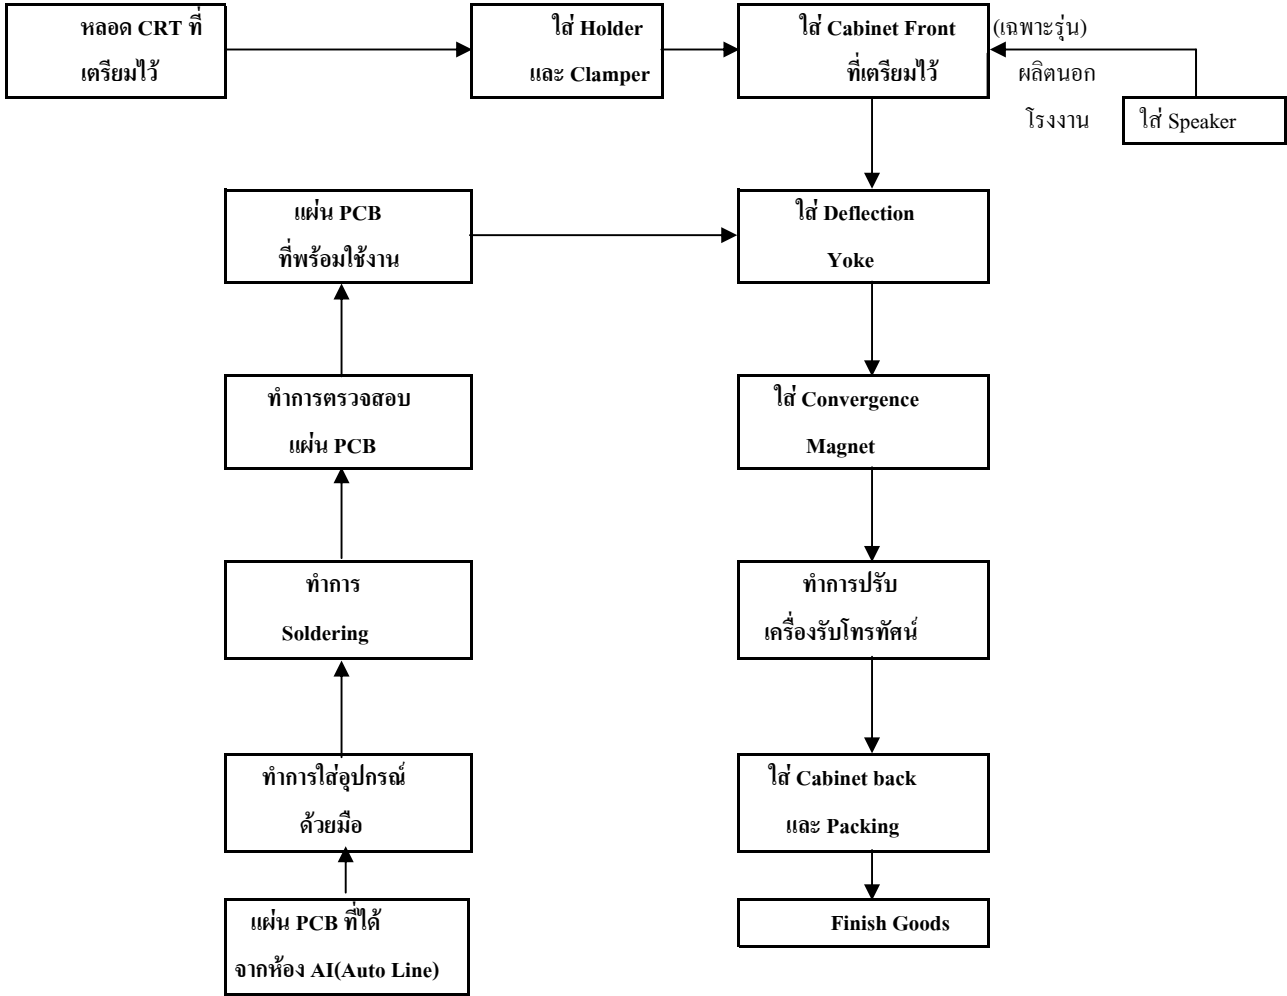 หลอด CRT ที่
เตรียมไว้
ใส่ Holder
และ Clamper
ใส่ Cabinet Front
ที่เตรียมไว้
(เฉพาะรุ่น)
ผลิตนอก
โรงงาน
ใส่ Speaker
แผ่น PCB
ที่พร้อมใช้งาน
ใส่ Deflection
Yoke
ทำการตรวจสอบ
แผ่น PCB
ใส่ Convergence
Magnet
ทำการ
Soldering
ทำการปรับ
เครื่องรับโทรทัศน์
ทำการใส่อุปกรณ์
ด้วยมือ
ใส่ Cabinet back
และ Packing
แผ่น PCB ที่ได้
จากห้อง AI(Auto Line)
Finish Goods